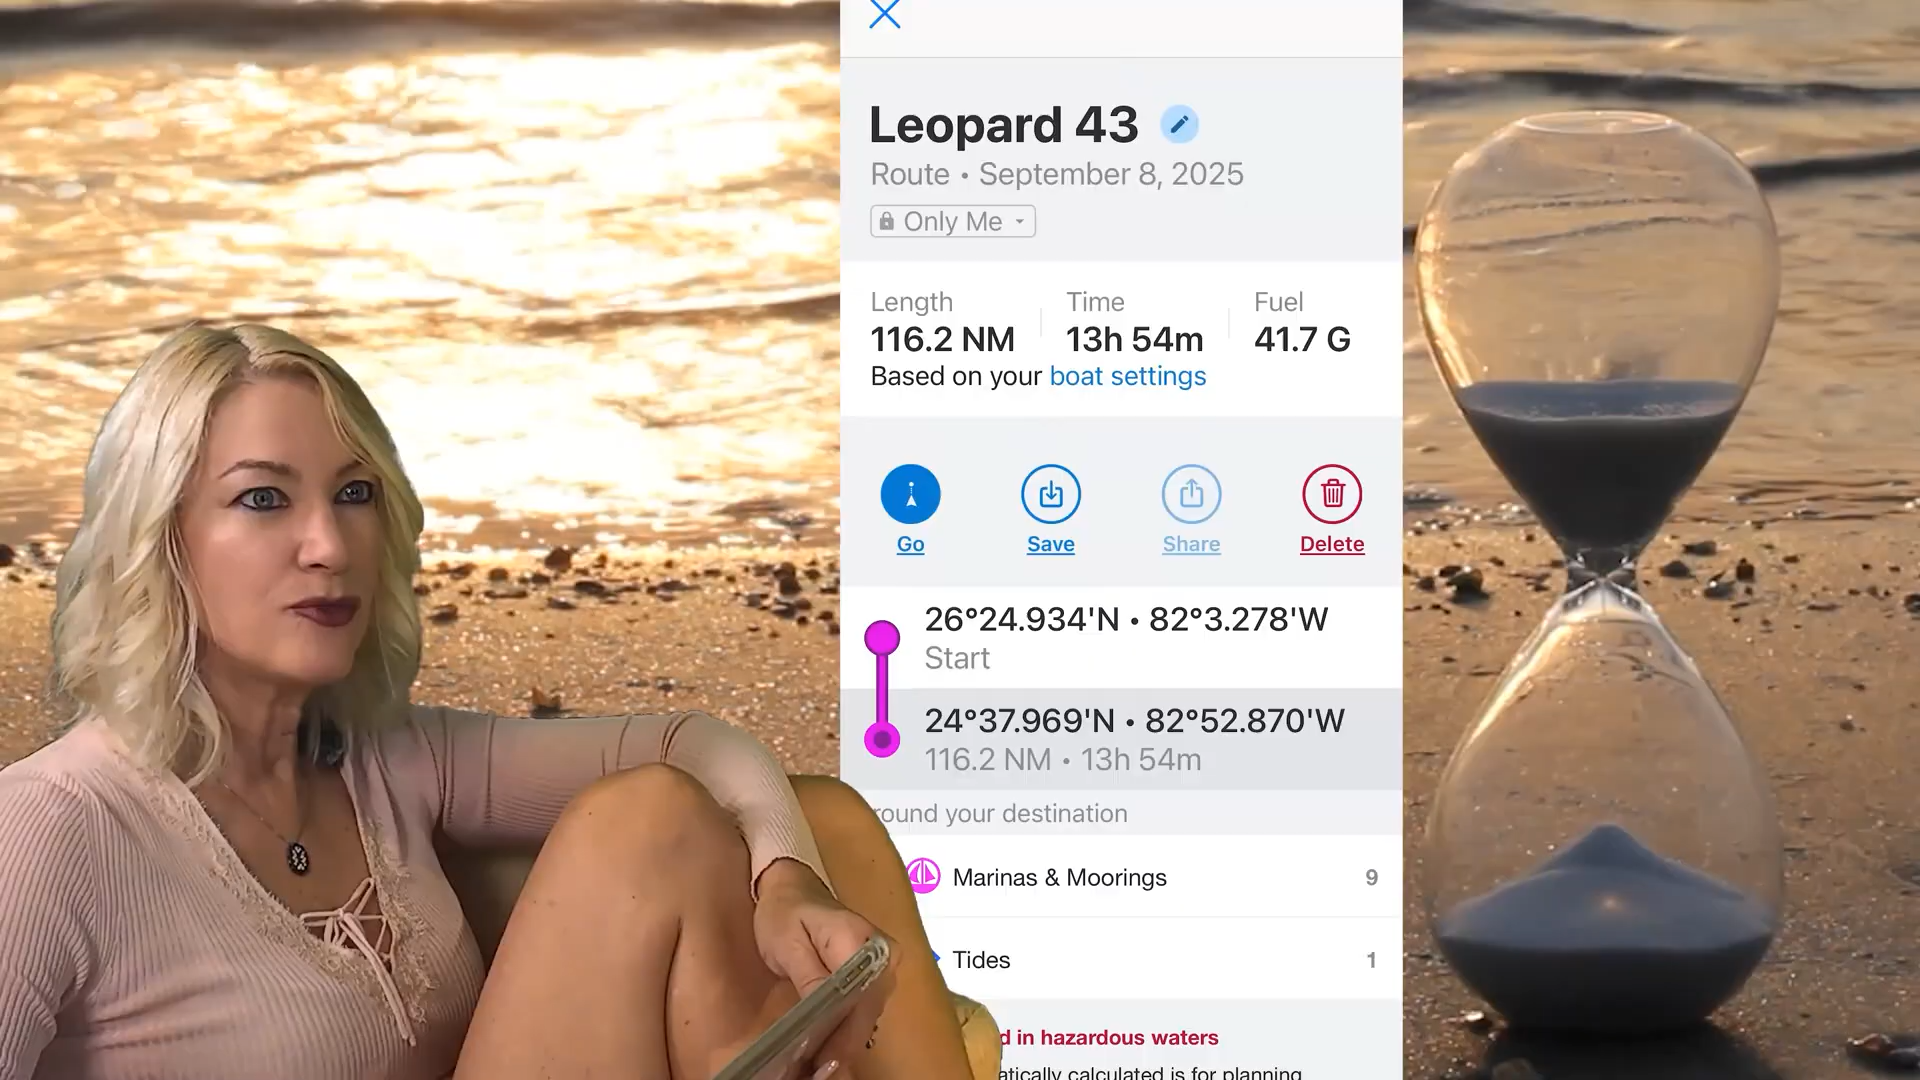 Leopard 43
Route • September 8, 2025
Only Me
Length Time Fuel
116.2 NM 13h 54m 41.7 G
Based on your boat settings
Go Save Share Delete
26°24.934'N • 82°3.278'W
Start
24°37.969'N • 82°52.870'W
116.2 NM • 13h 54m
round your destination
Marinas & Moorings 9
Tides 1
in hazardous waters
calculated is for planning